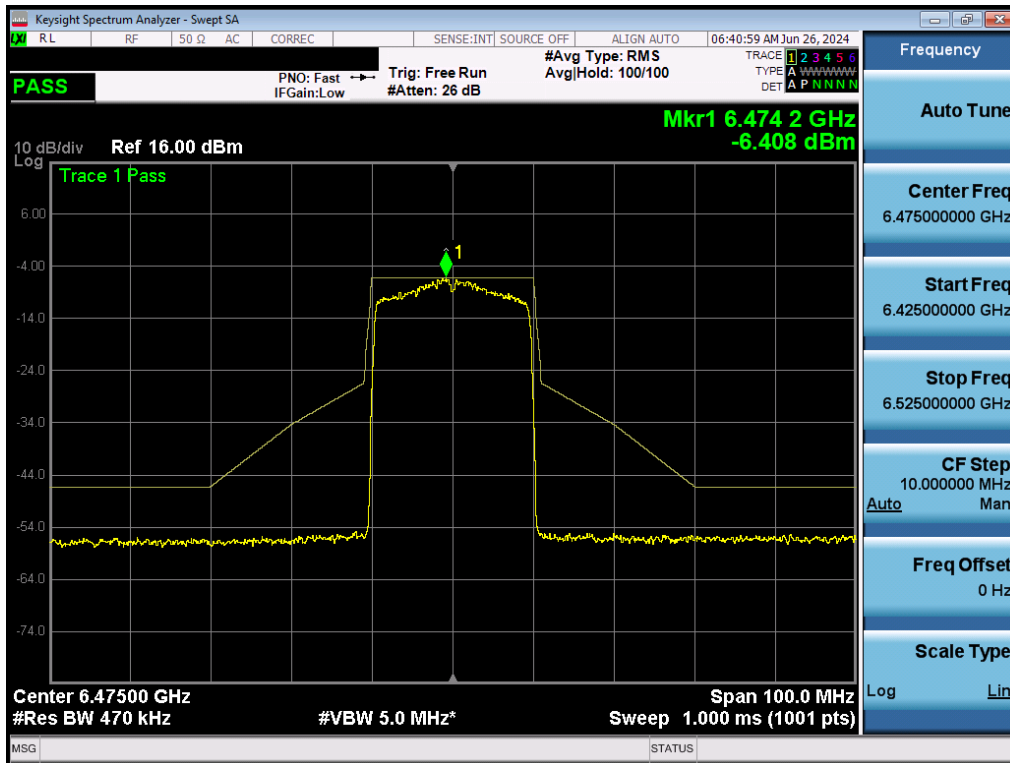 Keysight Spectrum Analyzer - Swept SA
LXI RL RF 50 Ω AC CORREC SENSE:INT SOURCE OFF ALIGN AUTO 06:40:59 AM Jun 26, 2024
PASS
PNO: Fast
IFGain:Low
Trig: Free Run
#Atten: 26 dB
#Avg Type: RMS
Avg|Hold: 100/100
TRACE 1 2 3 4 5 6
TYPE A WWWWW
DET A P N N N N
Mkr1 6.474 2 GHz
-6.408 dBm
10 dB/div Ref 16.00 dBm
Log
Trace 1 Pass
1
6.00
-4.00
-14.0
-24.0
-34.0
-44.0
-54.0
-64.0
-74.0
Center 6.47500 GHz Span 100.0 MHz
#Res BW 470 kHz #VBW 5.0 MHz* Sweep 1.000 ms (1001 pts)
MSG STATUS
Frequency
Auto Tune
Center Freq
6.475000000 GHz
Start Freq
6.425000000 GHz
Stop Freq
6.525000000 GHz
CF Step
10.000000 MHz
Auto Man
Freq Offset
0 Hz
Scale Type
Log Lin